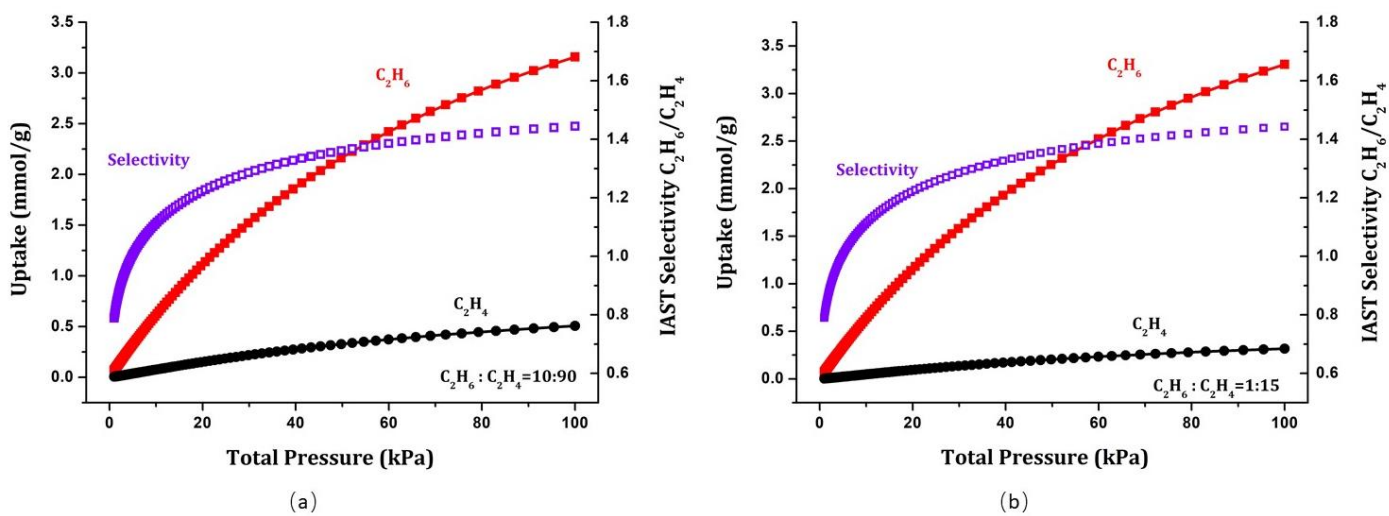 3.5
3.0
2.5
2.0
1.5
1.0
0.5
0.0
Uptake (mmol/g)
C₂H₆
Selectivity
C₂H₄
C₂H₆ : C₂H₄=10:90
1.8
1.6
1.4
1.2
1.0
0.8
0.6
IAST Selectivity C₂H₆/C₂H₄
0 20 40 60 80 100
Total Pressure (kPa)
(a)
3.5
3.0
2.5
2.0
1.5
1.0
0.5
0.0
Uptake (mmol/g)
C₂H₆
Selectivity
C₂H₄
C₂H₆ : C₂H₄=1:15
1.8
1.6
1.4
1.2
1.0
0.8
0.6
IAST Selectivity C₂H₆/C₂H₄
0 20 40 60 80 100
Total Pressure (kPa)
(b)